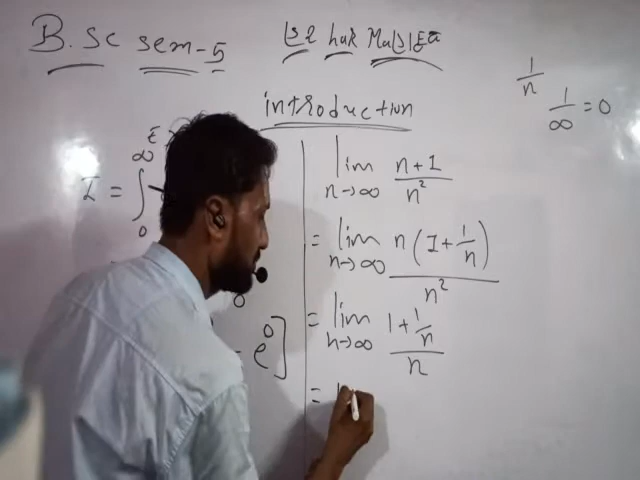 B.Sc sem-5
introduction
1/n
1/∞ = 0
I = ∫₀^∞
e⁰]
lim n→∞ n+1/n²
= lim n→∞ n(1+1/n)/n²
= lim n→∞ 1+1/n/n
=